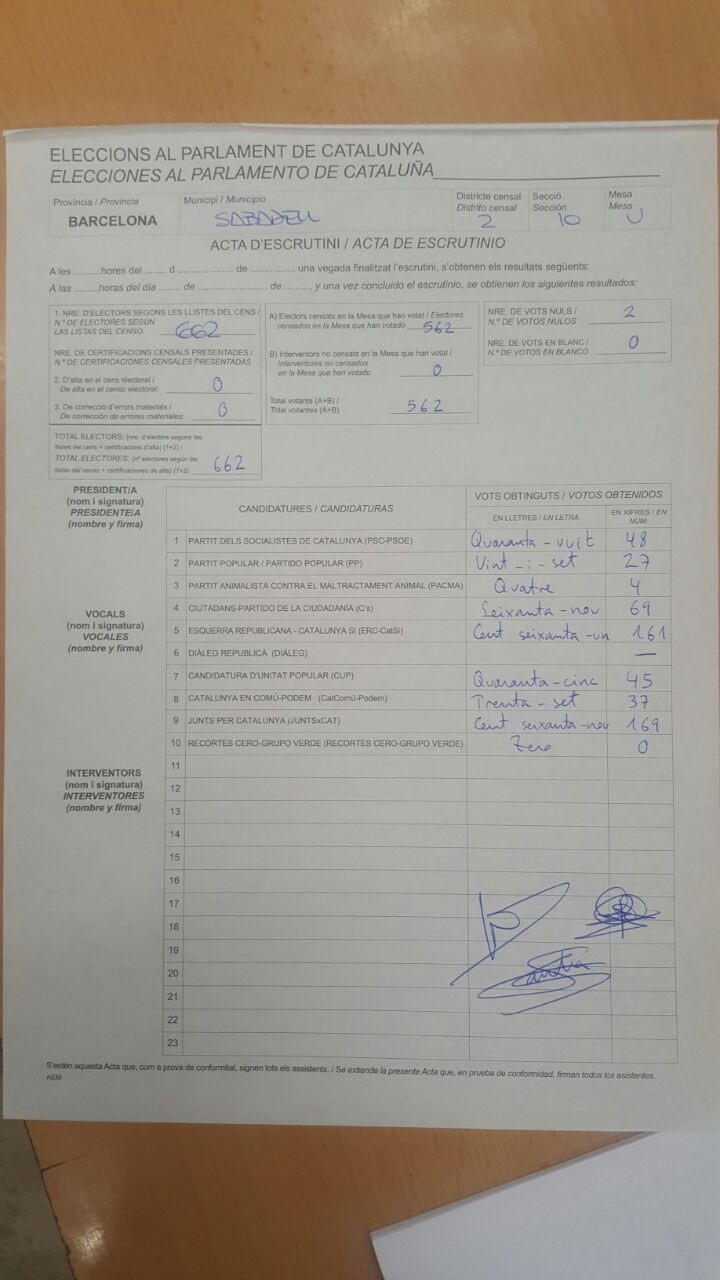 ELECCIONS AL PARLAMENT DE CATALUNYA
ELECCIONES AL PARLAMENTO DE CATALUÑA
Província / Provincia
BARCELONA
Municipi / Municipio
SABADELL
Districte censal
Distrito censal
2
Secció
Sección
10
Mesa
Mesa
U
ACTA D'ESCRUTINI / ACTA DE ESCRUTINIO
A les .........hores del ....... d .................. de .............., una vegada finalitzat l'escrutini, s'obtenen els resultats següents:
A las .........horas del día ...... de ....................... de ........, y una vez concluido el escrutinio, se obtienen los siguientes resultados:
1. NRE. D'ELECTORS SEGONS LES LLISTES DEL CENS /
N.º DE ELECTORES SEGÚN
LAS LISTAS DEL CENSO 662
NRE. DE CERTIFICACIONS CENSALS PRESENTADES /
N.º DE CERTIFICACIONES CENSALES PRESENTADAS
2. D'alta en el cens electoral /
De alta en el censo electoral: 0
3. De correcció d'errors materials /
De corrección de errores materiales: 0
TOTAL ELECTORS: (nre. d'electors segons les
llistes del cens + certificacions d'alta) (1+2) /
TOTAL ELECTORES: (nº electores según las
listas del censo + certificaciones de alta) (1+2) 662
A) Electors censats en la Mesa que han votat / Electores
censados en la Mesa que han votado 562
B) Interventors no censats en la Mesa que han votat /
Interventores no censados
en la Mesa que han votado 0
Total votants (A+B) /
Total votantes (A+B) 562
NRE. DE VOTS NULS /
N.º DE VOTOS NULOS 2
NRE. DE VOTS EN BLANC /
N.º DE VOTOS EN BLANCO 0
PRESIDENT/A
(nom i signatura)
PRESIDENTE/A
(nombre y firma)
VOCALS
(nom i signatura)
VOCALES
(nombre y firma)
INTERVENTORS
(nom i signatura)
INTERVENTORES
(nombre y firma)
CANDIDATURES / CANDIDATURAS
VOTS OBTINGUTS / VOTOS OBTENIDOS
EN LLETRES / EN LETRA
EN XIFRES / EN NUM.
1 PARTIT DELS SOCIALISTES DE CATALUNYA (PSC-PSOE) Quaranta-vuit 48
2 PARTIT POPULAR / PARTIDO POPULAR (PP) Vint-i-set 27
3 PARTIT ANIMALISTA CONTRA EL MALTRACTAMENT ANIMAL (PACMA) Quatre 4
4 CIUTADANS-PARTIDO DE LA CIUDADANÍA (C's) Seixanta-nou 69
5 ESQUERRA REPUBLICANA - CATALUNYA SÍ (ERC-CatSí) Cent seixanta-un 161
6 DIÀLEG REPUBLICÀ (DIÀLEG) —
7 CANDIDATURA D'UNITAT POPULAR (CUP) Quaranta-cinc 45
8 CATALUNYA EN COMÚ-PODEM (CatComú-Podem) Trenta-set 37
9 JUNTS PER CATALUNYA (JUNTSxCAT) Cent seixanta-nou 169
10 RECORTES CERO-GRUPO VERDE (RECORTES CERO-GRUPO VERDE) Zero 0
11
12
13
14
15
16
17
18
19
20
21
22
23
S'estén aquesta Acta que, com a prova de conformitat, signen tots els assistents. / Se extiende la presente Acta que, en prueba de conformidad, firman todos los asistentes.
AEM